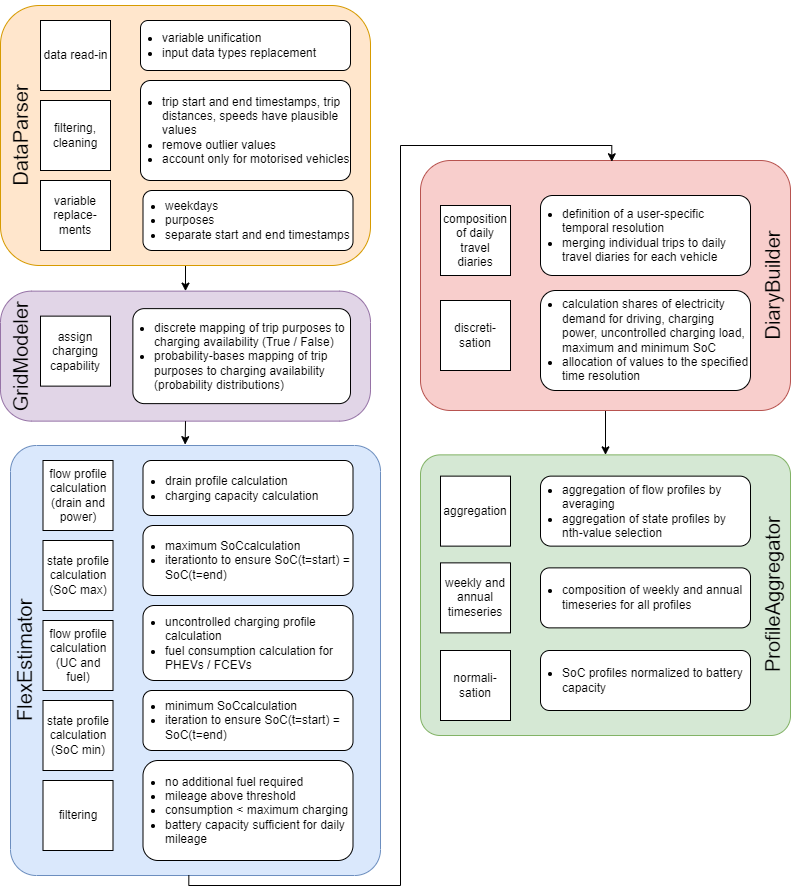 DataParser
data read-in
variable unification
input data types replacement
filtering,
cleaning
trip start and end timestamps, trip
distances, speeds have plausible
values
remove outlier values
account only for motorised vehicles
variable
replace-
ments
weekdays
purposes
separate start and end timestamps
GridModeler
assign
charging
capability
discrete mapping of trip purposes to
charging availability (True / False)
probability-bases mapping of trip
purposes to charging availability
(probability distributions)
FlexEstimator
flow profile
calculation
(drain and
power)
drain profile calculation
charging capacity calculation
state profile
calculation
(SoC max)
maximum SoCcalculation
iterationto to ensure SoC(t=start) =
SoC(t=end)
flow profile
calculation
(UC and
fuel)
uncontrolled charging profile
calculation
fuel consumption calculation for
PHEVs / FCEVs
state profile
calculation
(SoC min)
minimum SoCcalculation
iteration to ensure SoC(t=start) =
SoC(t=end)
filtering
no additional fuel required
mileage above threshold
consumption < maximum charging
battery capacity sufficient for daily
mileage
DiaryBuilder
composition
of daily
travel
diaries
definition of a user-specific
temporal resolution
merging individual trips to daily
travel diaries for each vehicle
discreti-
sation
calculation shares of electricity
demand for driving, charging
power, uncontrolled charging load,
maximum and minimum SoC
allocation of values to the specified
time resolution
ProfileAggregator
aggregation
aggregation of flow profiles by
averaging
aggregation of state profiles by
nth-value selection
weekly and
annual
timeseries
composition of weekly and annual
timeseries for all profiles
normali-
sation
SoC profiles normalized to battery
capacity